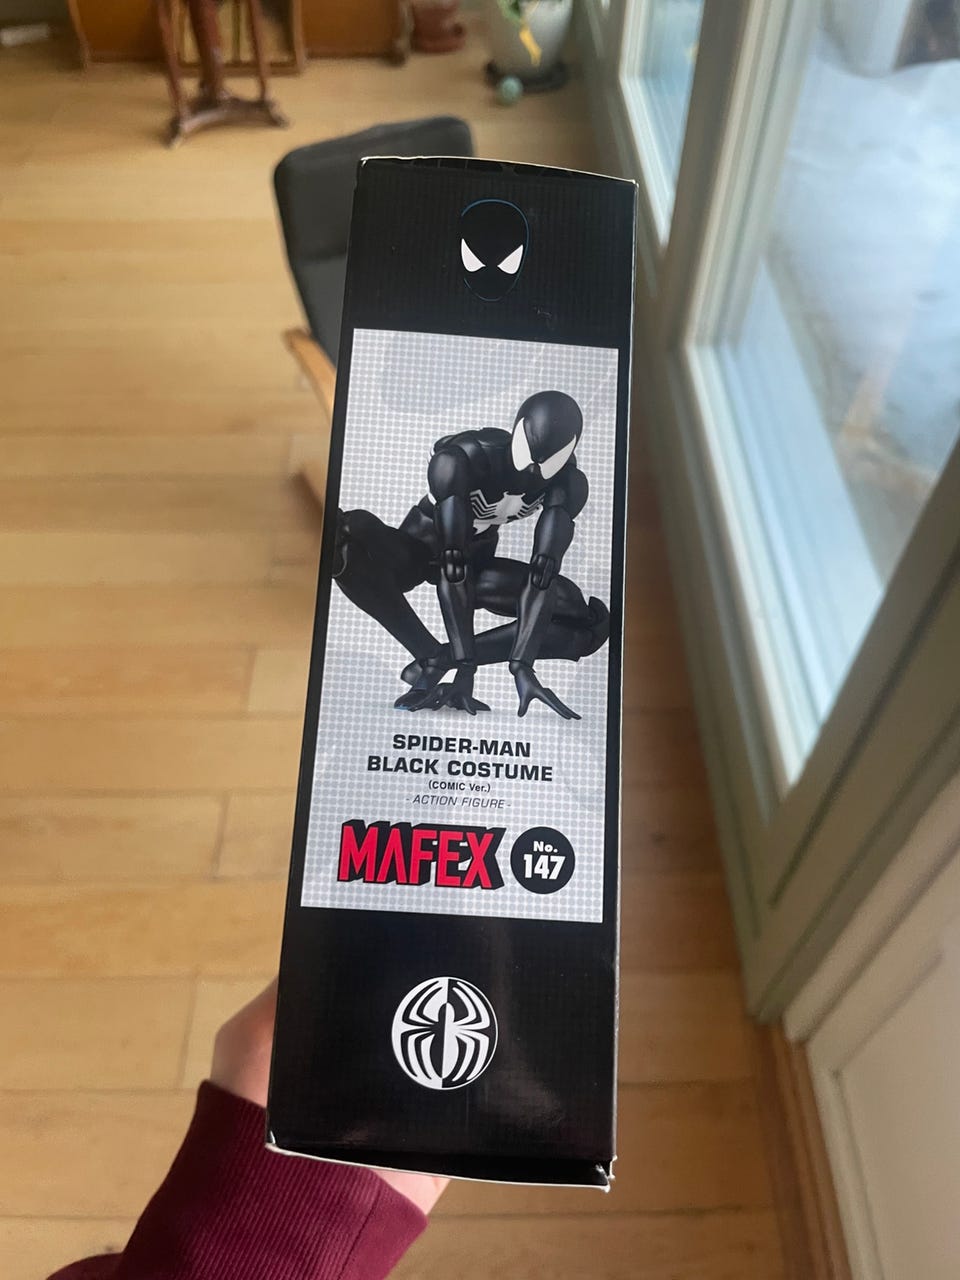 SPIDER-MAN
BLACK COSTUME
(COMIC Ver.)
- ACTION FIGURE -
MAFEX
No.
147